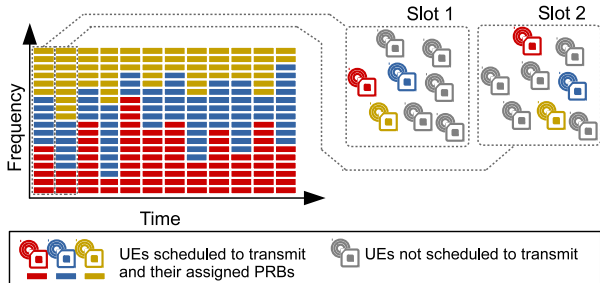 Slot 1
Slot 2
Frequency
Time
UEs scheduled to transmit
and their assigned PRBs
UEs not scheduled to transmit